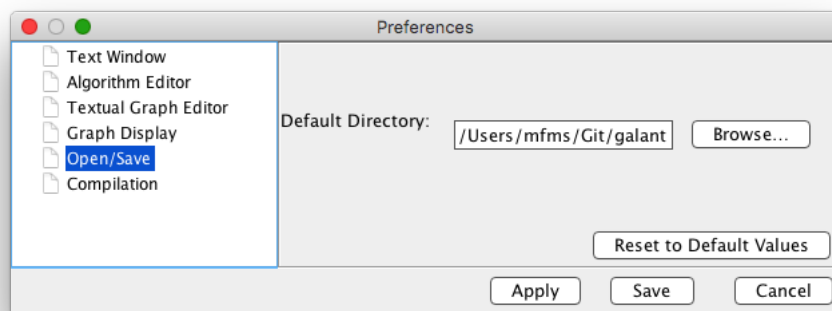 Preferences
Text Window
Algorithm Editor
Textual Graph Editor
Graph Display
Open/Save
Compilation
Default Directory:
/Users/mfms/Git/galant
Browse...
Reset to Default Values
Apply
Save
Cancel